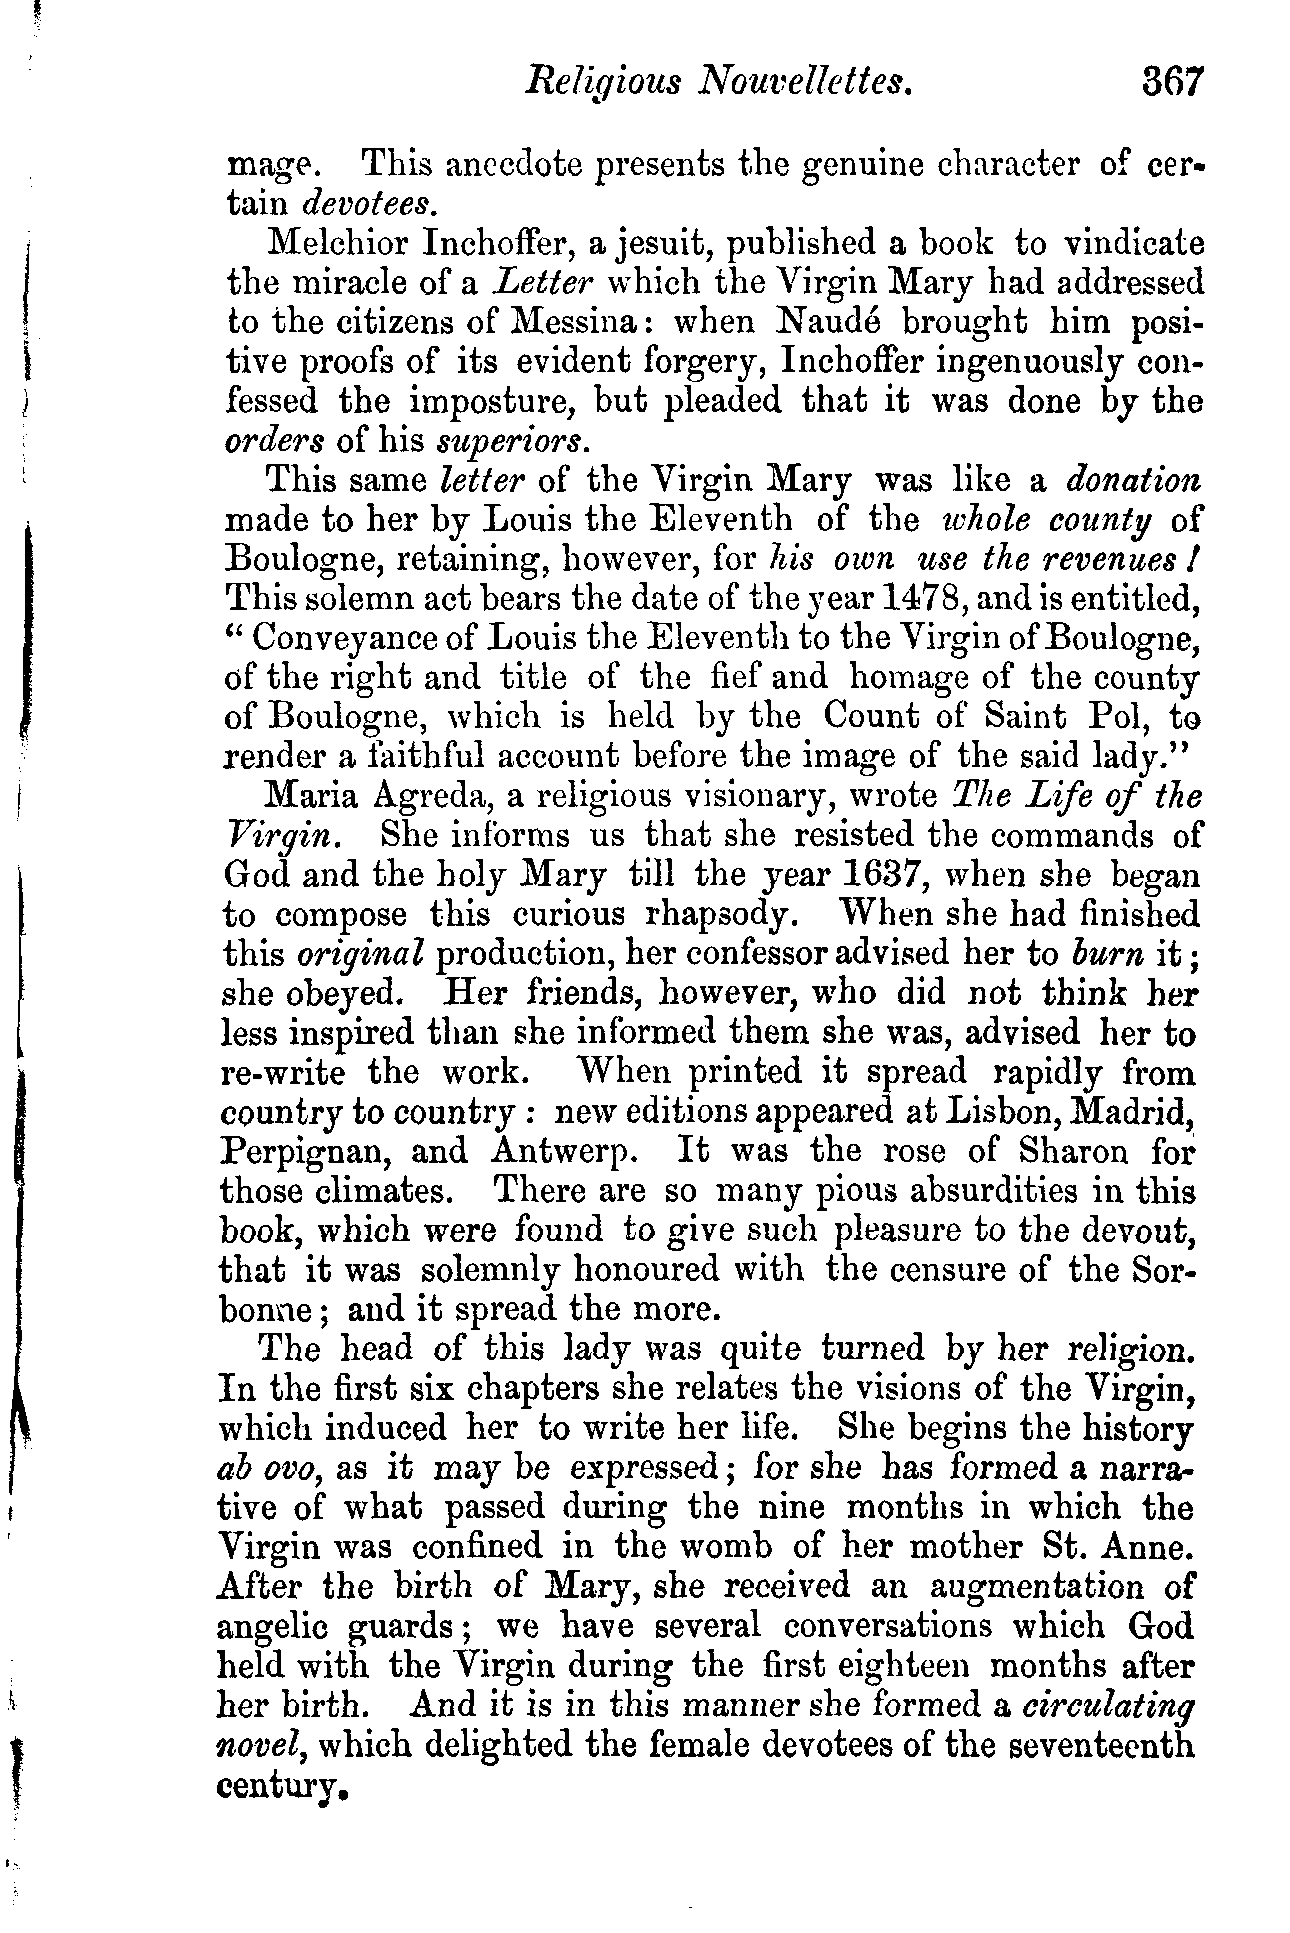 Religious Nouvellettes. 367
mage. This anecdote presents the genuine character of cer-
tain devotees.
Melchior Inchoffer, a jesuit, published a book to vindicate
the miracle of a Letter which the Virgin Mary had addressed
to the citizens of Messina: when Naudé brought him posi-
tive proofs of its evident forgery, Inchoffer ingenuously con-
fessed the imposture, but pleaded that it was done by the
orders of his superiors.
This same letter of the Virgin Mary was like a donation
made to her by Louis the Eleventh of the whole county of
Boulogne, retaining, however, for his own use the revenues!
This solemn act bears the date of the year 1478, and is entitled,
“Conveyance of Louis the Eleventh to the Virgin of Boulogne,
of the right and title of the fief and homage of the county
of Boulogne, which is held by the Count of Saint Pol, to
render a faithful account before the image of the said lady.”
Maria Agreda, a religious visionary, wrote The Life of the
Virgin. She informs us that she resisted the commands of
God and the holy Mary till the year 1637, when she began
to compose this curious rhapsody. When she had finished
this original production, her confessor advised her to burn it;
she obeyed. Her friends, however, who did not think her
less inspired than she informed them she was, advised her to
re-write the work. When printed it spread rapidly from
country to country: new editions appeared at Lisbon, Madrid,
Perpignan, and Antwerp. It was the rose of Sharon for
those climates. There are so many pious absurdities in this
book, which were found to give such pleasure to the devout,
that it was solemnly honoured with the censure of the Sor-
bonne; and it spread the more.
The head of this lady was quite turned by her religion.
In the first six chapters she relates the visions of the Virgin,
which induced her to write her life. She begins the history
ab ovo, as it may be expressed; for she has formed a narra-
tive of what passed during the nine months in which the
Virgin was confined in the womb of her mother St. Anne.
After the birth of Mary, she received an augmentation of
angelic guards; we have several conversations which God
held with the Virgin during the first eighteen months after
her birth. And it is in this manner she formed a circulating
novel, which delighted the female devotees of the seventeenth
century.